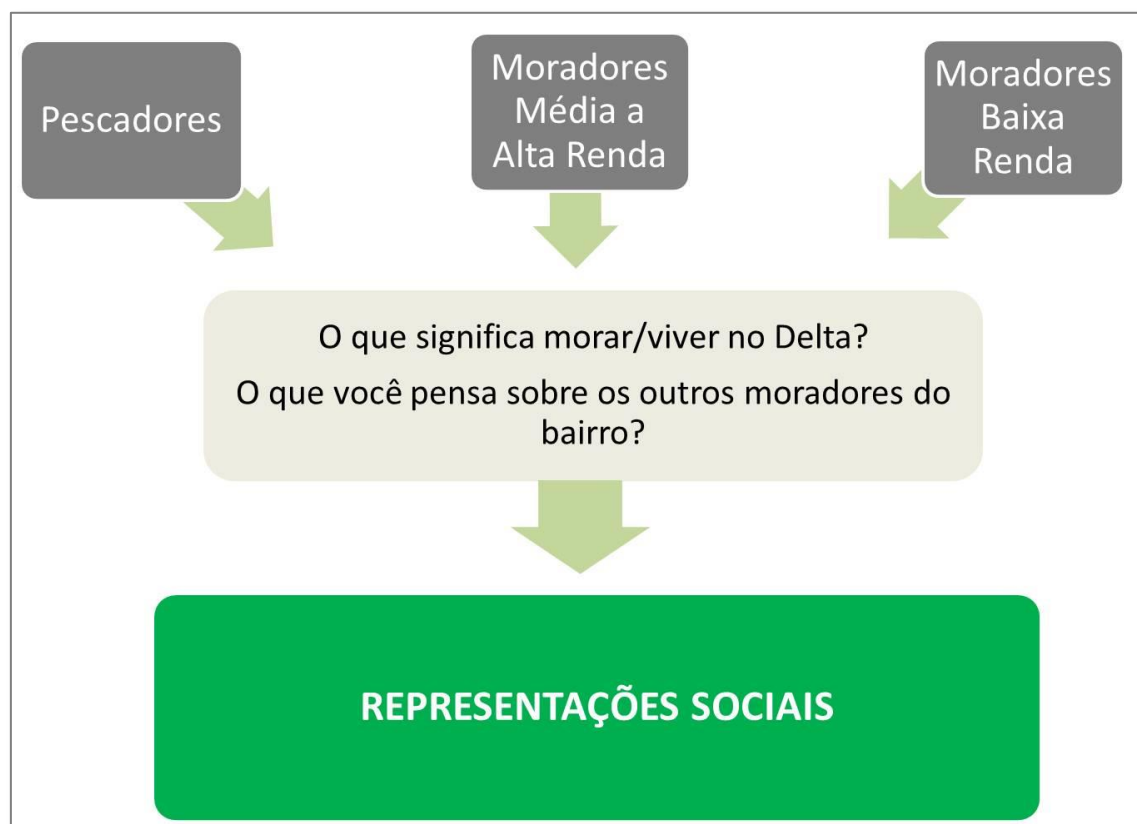 Pescadores
Moradores
Média a
Alta Renda
Moradores
Baixa
Renda
O que significa morar/viver no Delta?
O que você pensa sobre os outros moradores do
bairro?
REPRESENTAÇÕES SOCIAIS